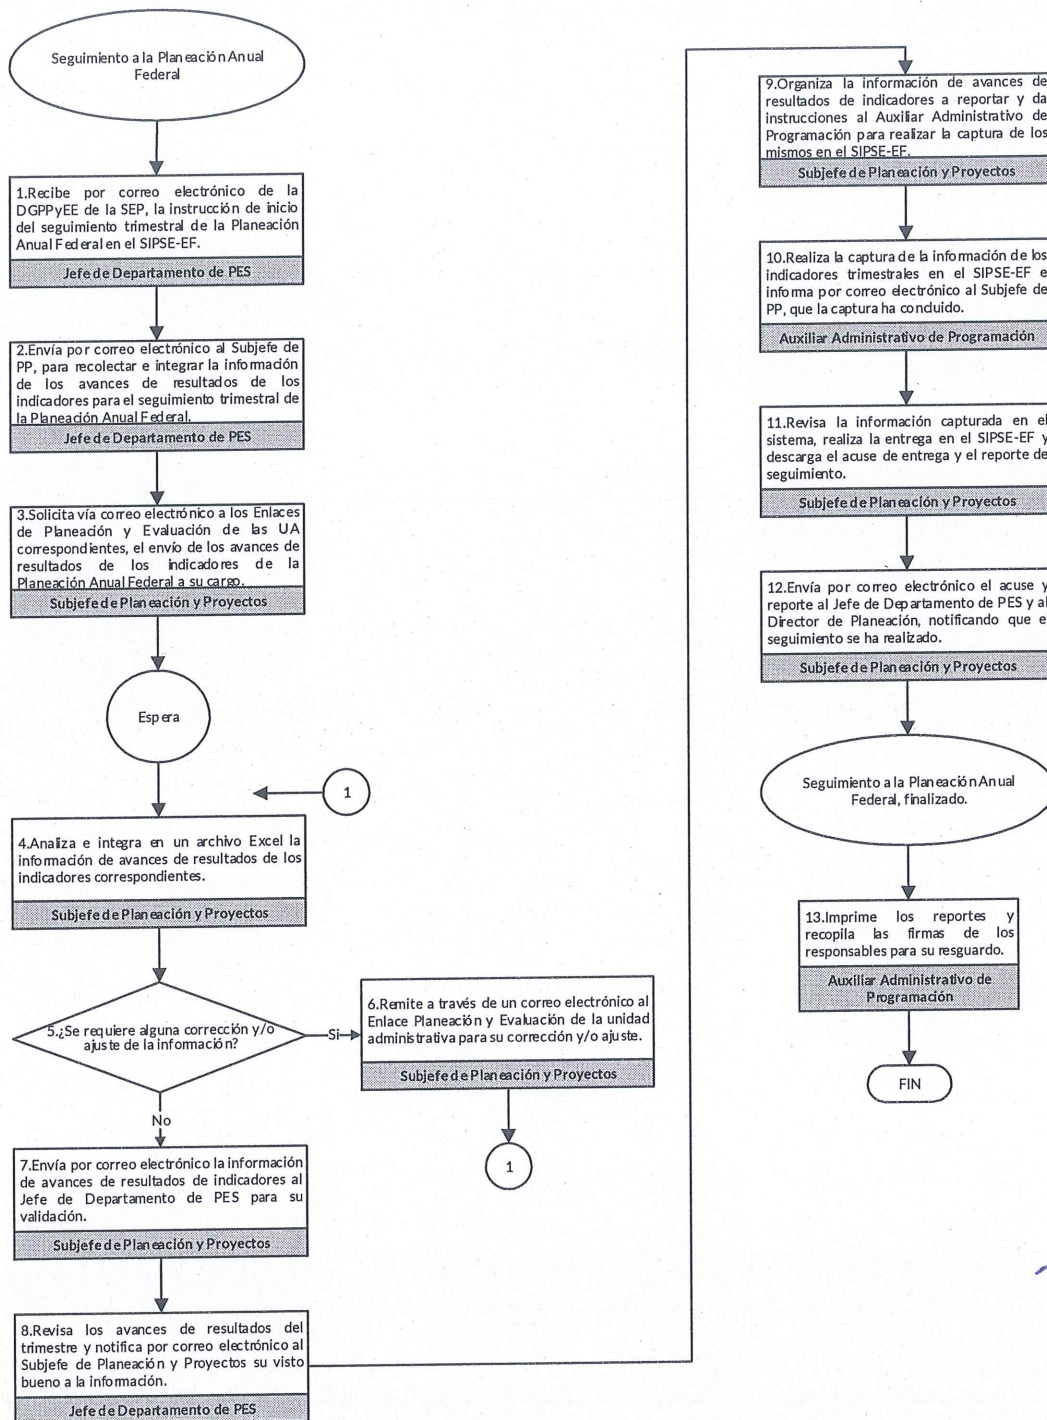 Seguimiento a la Planeación Anual
Federal
1.Recibe por correo electrónico de la
DGPPyEE de la SEP, la instrucción de inicio
del seguimiento trimestral de la Planeación
Anual Federal en el SIPSE-EF.
Jefe de Departamento de PES
2.Envía por correo electrónico al Subjefe de
PP, para recolectar e integrar la información
de los avances de resultados de los
indicadores para el seguimiento trimestral de
la Planeación Anual Federal.
Jefe de Departamento de PES
3.Solicita vía correo electrónico a los Enlaces
de Planeación y Evaluación de las UA
correspondientes, el envío de los avances de
resultados de los indicadores de la
Planeación Anual Federal a su cargo.
Subjefe de Planeación y Proyectos
Espera
1
4.Analiza e integra en un archivo Excel la
información de avances de resultados de los
indicadores correspondientes.
Subjefe de Planeación y Proyectos
5.¿Se requiere alguna corrección y/o
ajuste de la información?
Si
6.Remite a través de un correo electrónico al
Enlace Planeación y Evaluación de la unidad
administrativa para su corrección y/o ajuste.
Subjefe de Planeación y Proyectos
1
No
7.Envía por correo electrónico la información
de avances de resultados de indicadores al
Jefe de Departamento de PES para su
validación.
Subjefe de Planeación y Proyectos
8.Revisa los avances de resultados del
trimestre y notifica por correo electrónico al
Subjefe de Planeación y Proyectos su visto
bueno a la información.
Jefe de Departamento de PES
9.Organiza la información de avances de
resultados de indicadores a reportar y da
instrucciones al Auxiliar Administrativo de
Programación para realizar la captura de los
mismos en el SIPSE-EF.
Subjefe de Planeación y Proyectos
10.Realiza la captura de la información de los
indicadores trimestrales en el SIPSE-EF e
informa por correo electrónico al Subjefe de
PP, que la captura ha concluido.
Auxiliar Administrativo de Programación
11.Revisa la información capturada en el
sistema, realiza la entrega en el SIPSE-EF y
descarga el acuse de entrega y el reporte de
seguimiento.
Subjefe de Planeación y Proyectos
12.Envía por correo electrónico el acuse y
reporte al Jefe de Departamento de PES y al
Director de Planeación, notificando que el
seguimiento se ha realizado.
Subjefe de Planeación y Proyectos
Seguimiento a la Planeación Anual
Federal, finalizado.
13.Imprime los reportes y
recopila las firmas de los
responsables para su resguardo.
Auxiliar Administrativo de
Programación
FIN